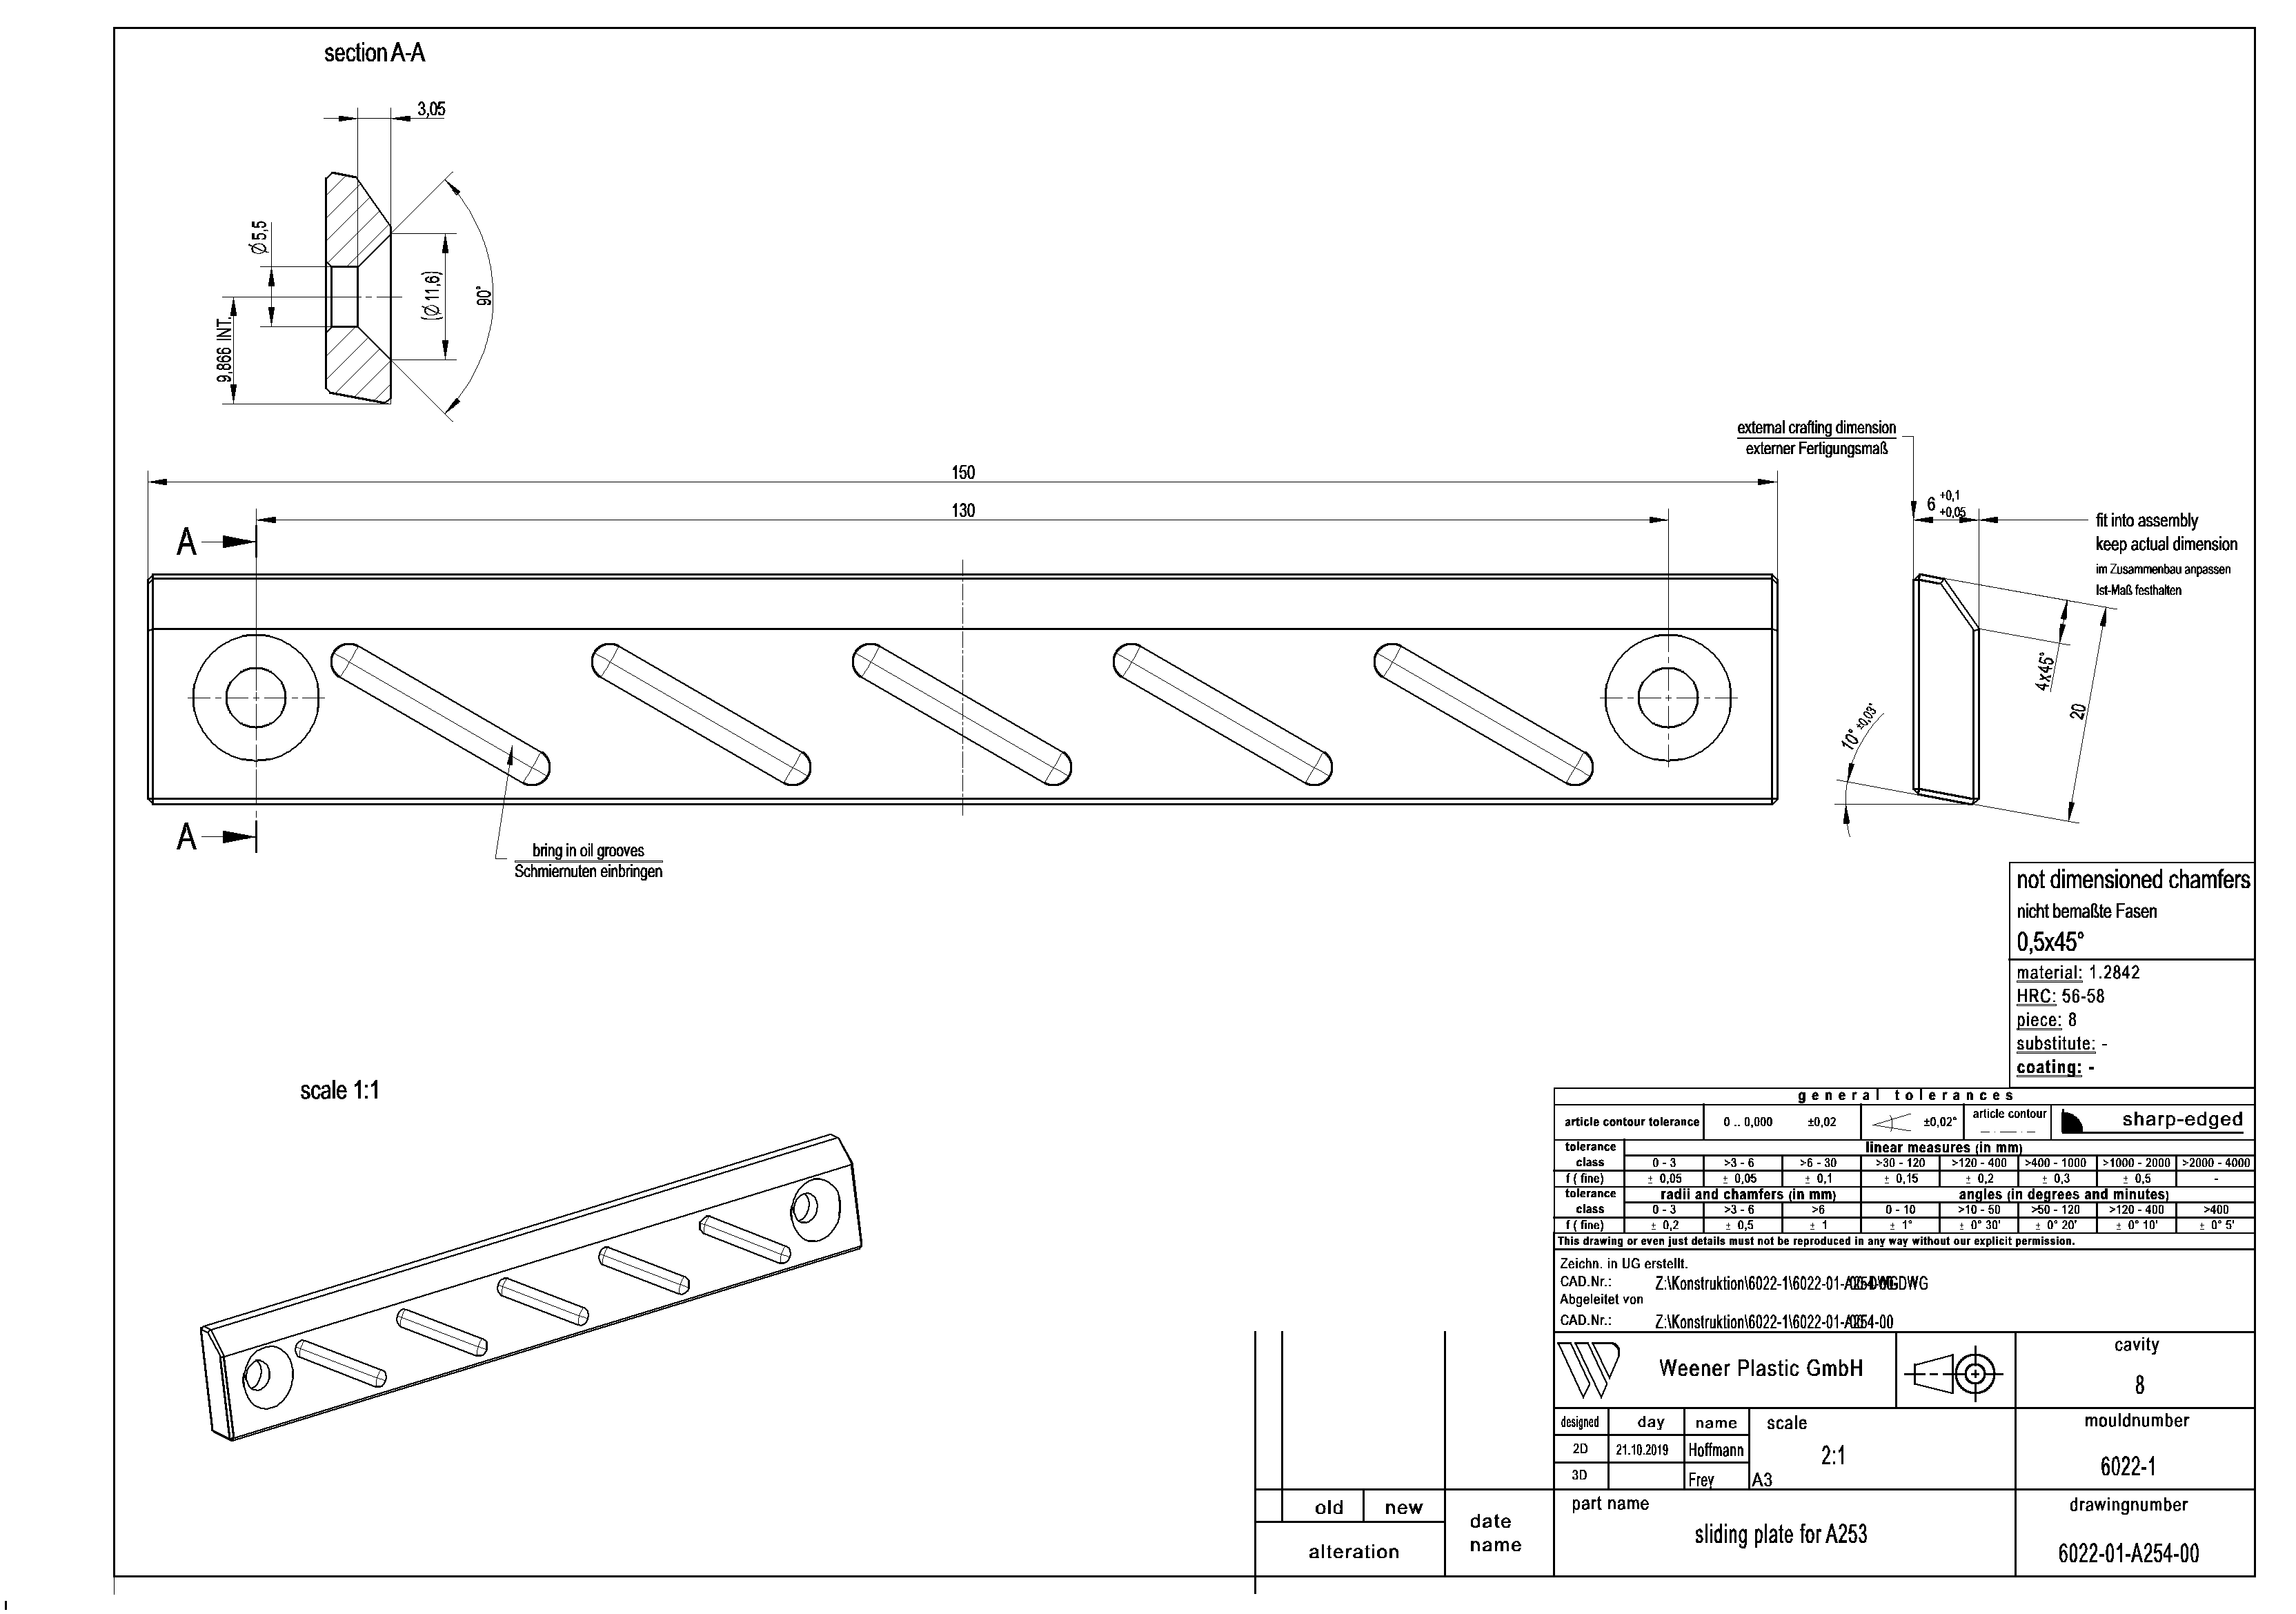 section A-A
3,05
Ø 5,5
(Ø 11,6)
90°
9,866 INT.
external crafting dimension
externer Fertigungsmaß
150
130
6 +0,1 +0,05
fit into assembly
keep actual dimension
im Zusammenbau anpassen
Ist-Maß festhalten
A
4x45°
20
10° ±0,03°
A
bring in oil grooves
Schmiernuten einbringen
not dimensioned chamfers
nicht bemaßte Fasen
0,5x45°
material: 1.2842
HRC: 56-58
piece: 8
substitute: -
coating: -
scale 1:1
general tolerances
article contour tolerance 0 .. 0,000 ±0,02 ±0,02° article contour sharp-edged
tolerance linear measures (in mm)
class 0 - 3 >3 - 6 >6 - 30 >30 - 120 >120 - 400 >400 - 1000 >1000 - 2000 >2000 - 4000
f ( fine) ± 0,05 ± 0,05 ± 0,1 ± 0,15 ± 0,2 ± 0,3 ± 0,5 -
tolerance radii and chamfers (in mm) angles (in degrees and minutes)
class 0 - 3 >3 - 6 >6 0 - 10 >10 - 50 >50 - 120 >120 - 400 >400
f ( fine) ± 0,2 ± 0,5 ± 1 ± 1° ± 0° 30' ± 0° 20' ± 0° 10' ± 0° 5'
This drawing or even just details must not be reproduced in any way without our explicit permission.
Zeichn. in UG erstellt.
CAD.Nr.: Z:\Konstruktion\6022-1\6022-01-
Abgeleitet von
CAD.Nr.: Z:\Konstruktion\6022-1\6022-01-
Weener Plastic GmbH
cavity
8
designed day name scale
2D 21.10.2019 Hoffmann 2:1
3D Frey A3
mouldnumber
6022-1
old new
alteration
date
name
part name
sliding plate for A253
drawingnumber
6022-01-A254-00